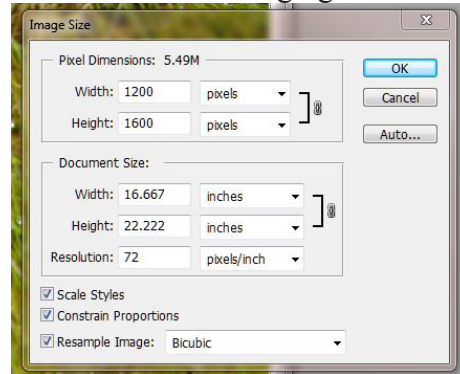 Image Size
Pixel Dimensions: 5.49M
Width: 1200 pixels
Height: 1600 pixels
OK
Cancel
Auto...
Document Size:
Width: 16.667 inches
Height: 22.222 inches
Resolution: 72 pixels/inch
Scale Styles
Constrain Proportions
Resample Image: Bicubic